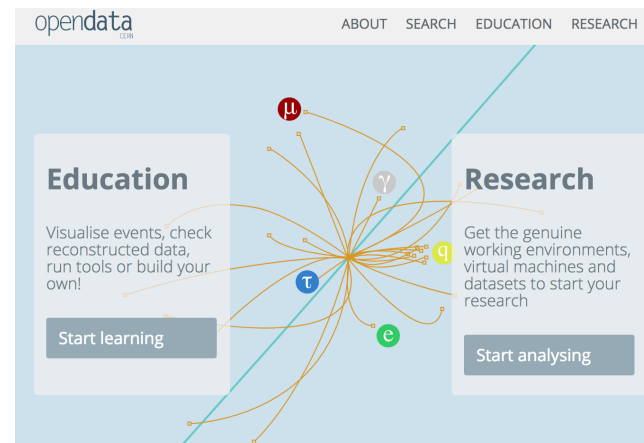 opendata
CERN
ABOUT SEARCH EDUCATION RESEARCH
μ
γ
q
τ
e
Education
Visualise events, check
reconstructed data,
run tools or build your
own!
Start learning
Research
Get the genuine
working environments,
virtual machines and
datasets to start your
research
Start analysing